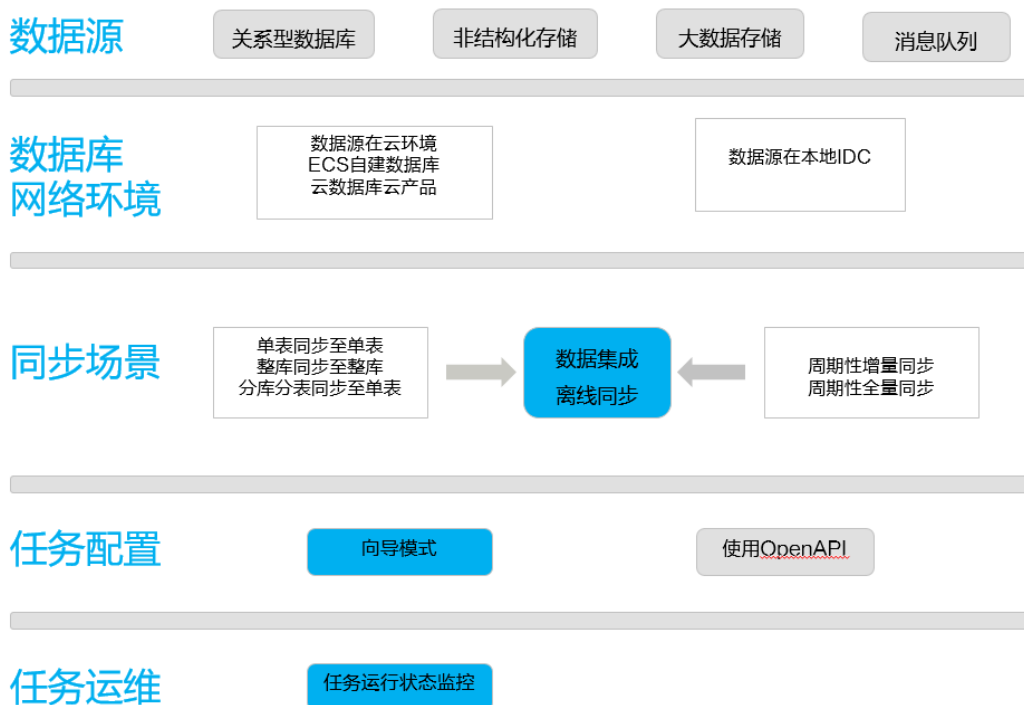 数据源
关系型数据库
非结构化存储
大数据存储
消息队列
数据库
网络环境
数据源在云环境
ECS自建数据库
云数据库云产品
数据源在本地IDC
同步场景
单表同步至单表
整库同步至整库
分库分表同步至单表
数据集成
离线同步
周期性增量同步
周期性全量同步
任务配置
向导模式
使用OpenAPI
任务运维
任务运行状态监控